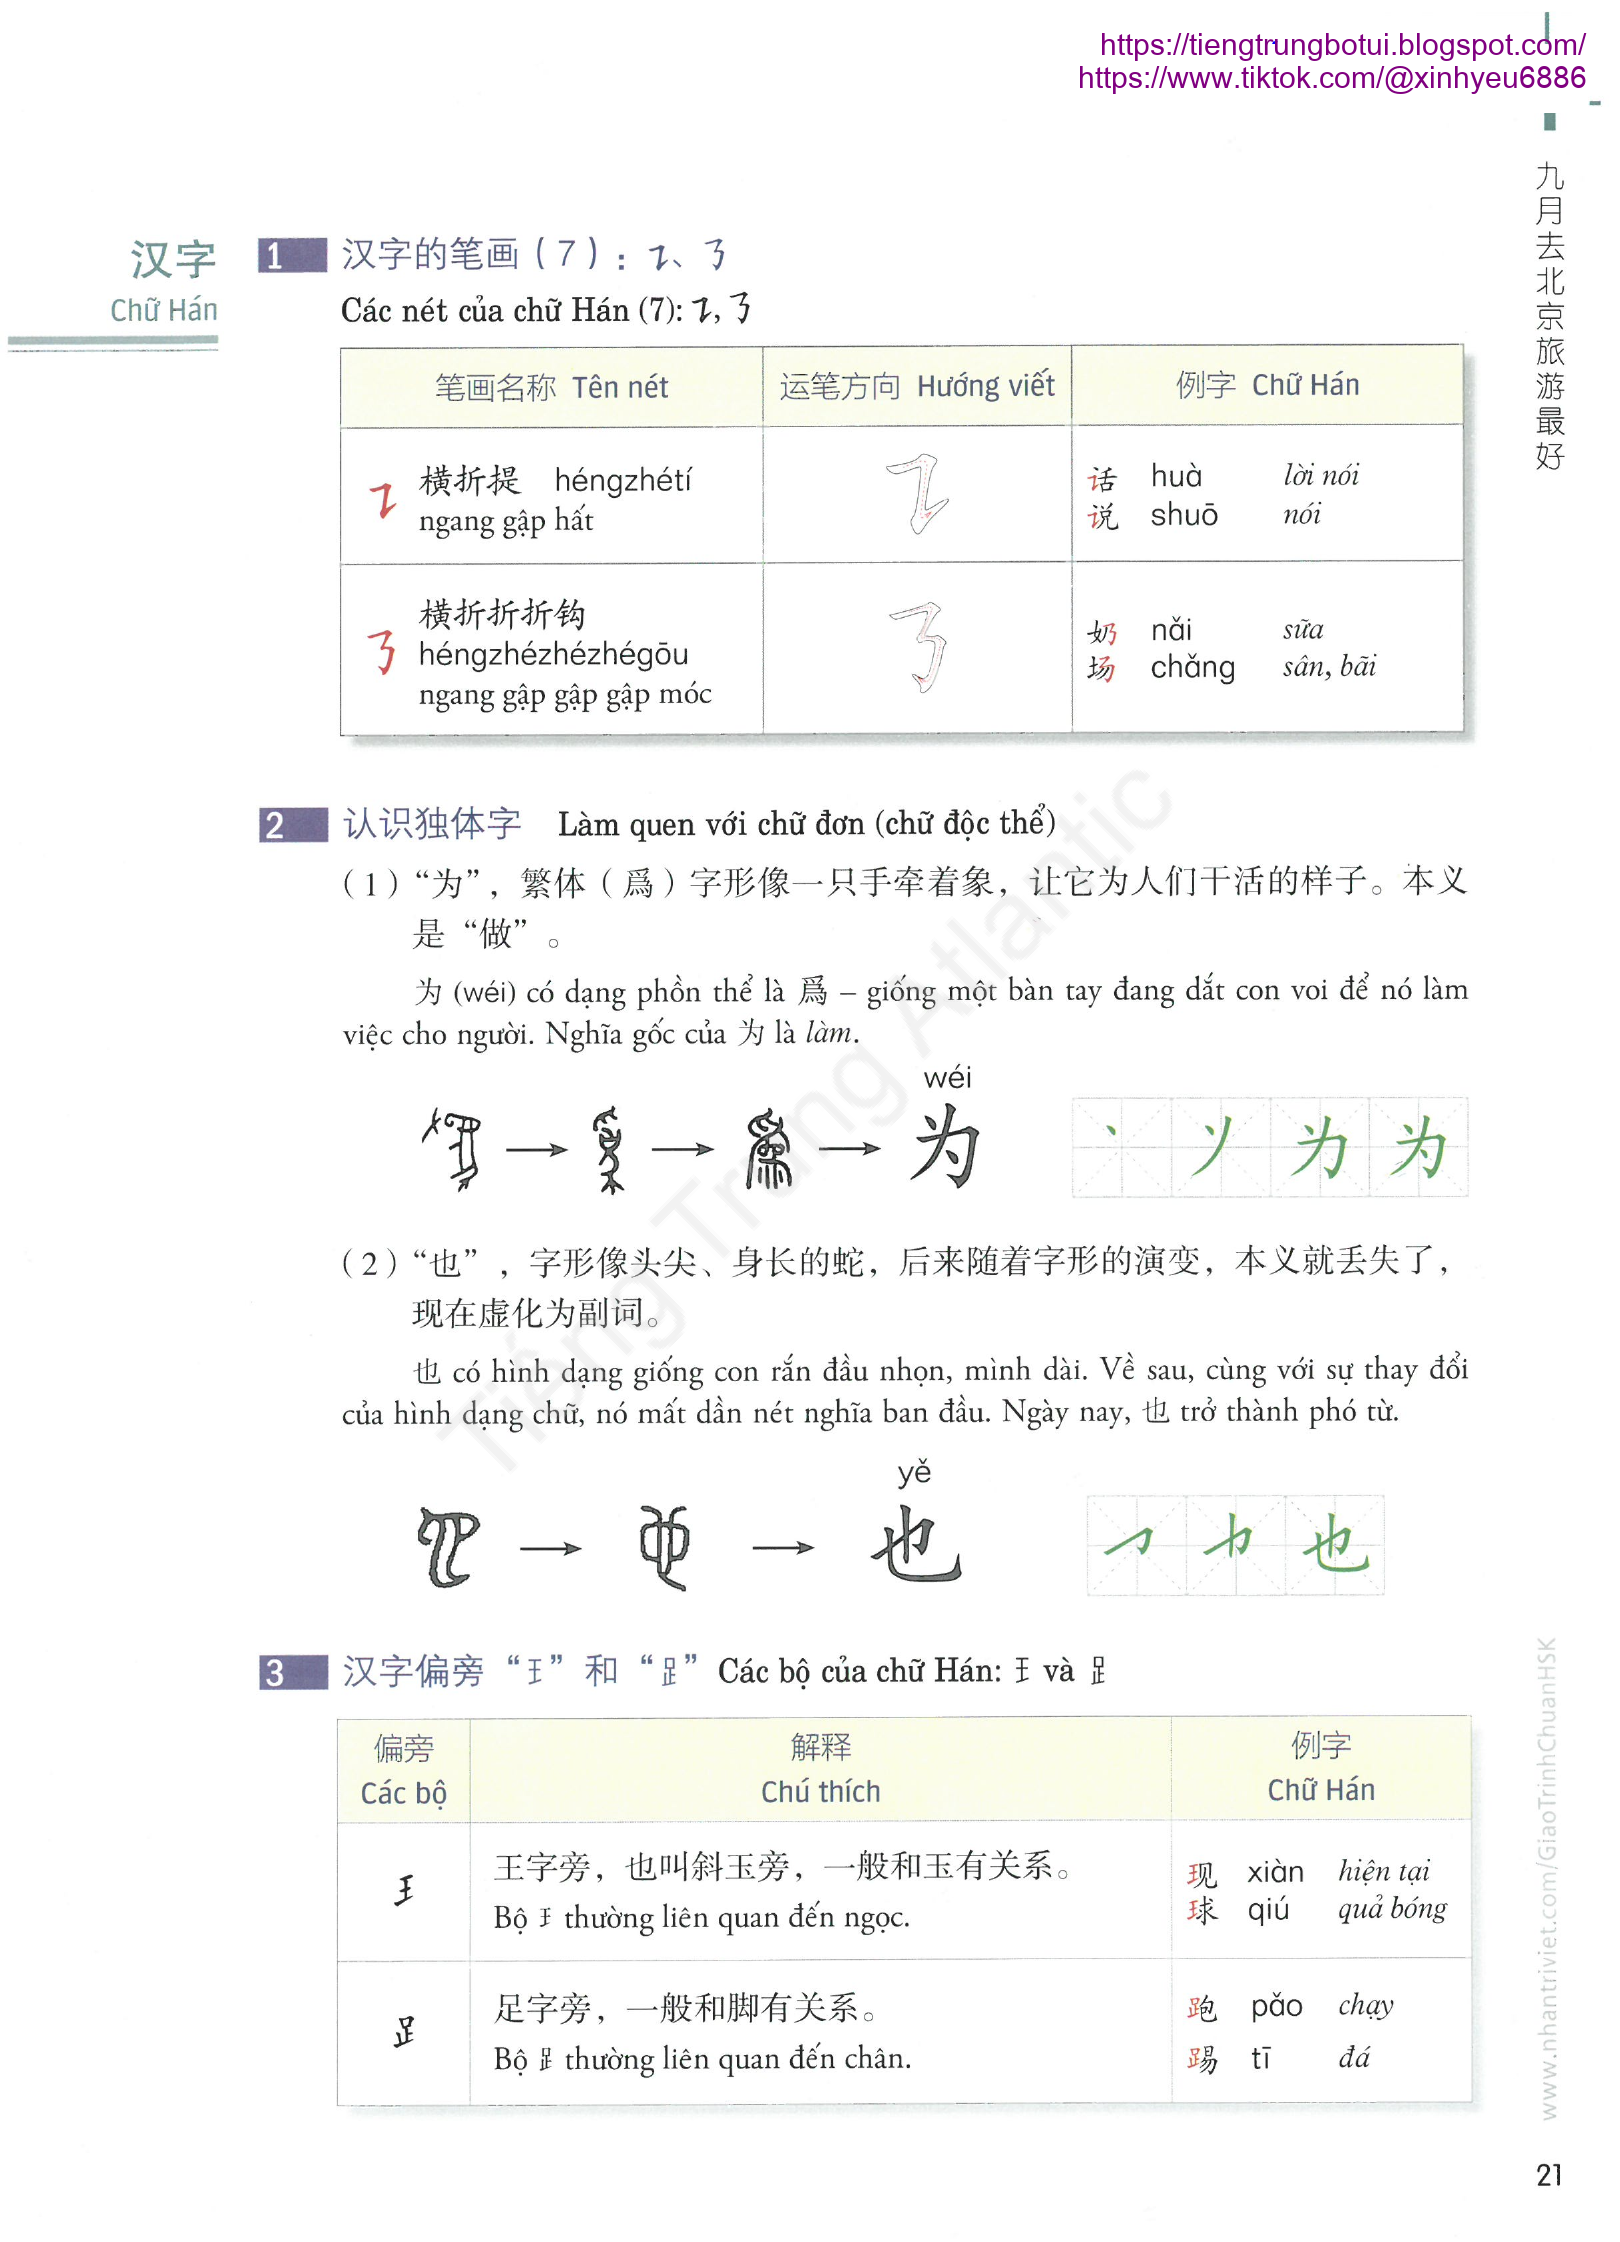 https://tiengtrungbotui.blogspot.com/
https://www.tiktok.com/@xinhyeu6886
九月去北京旅游最好
汉字
Chữ Hán
1 汉字的笔画（7）：㇊、㇡
Các nét của chữ Hán (7): ㇊, ㇡
笔画名称 Tên nét 运笔方向 Hướng viết 例字 Chữ Hán
㇊ 横折提 héngzhétí
ngang gập hất
话 huà lời nói
说 shuō nói
㇡ 横折折折钩
héngzhézhézhégōu
ngang gập gập gập móc
奶 nǎi sữa
场 chǎng sân, bãi
2 认识独体字 Làm quen với chữ đơn (chữ độc thể)
（1）“为”，繁体（爲）字形像一只手牵着象，让它为人们干活的样子。本义
是“做”。
为 (wéi) có dạng phồn thể là 爲 – giống một bàn tay đang dắt con voi để nó làm
việc cho người. Nghĩa gốc của 为 là làm.
wéi
→ → → 为
（2）“也”，字形像头尖、身长的蛇，后来随着字形的演变，本义就丢失了，
现在虚化为副词。
也 có hình dạng giống con rắn đầu nhọn, mình dài. Về sau, cùng với sự thay đổi
của hình dạng chữ, nó mất dần nét nghĩa ban đầu. Ngày nay, 也 trở thành phó từ.
yě
→ → 也
3 汉字偏旁“𤣩”和“𧾷” Các bộ của chữ Hán: 𤣩 và 𧾷
偏旁 解释 例字
Các bộ Chú thích Chữ Hán
𤣩
王字旁，也叫斜玉旁，一般和玉有关系。
Bộ 𤣩 thường liên quan đến ngọc.
现 xiàn hiện tại
球 qiú quả bóng
𧾷
足字旁，一般和脚有关系。
Bộ 𧾷 thường liên quan đến chân.
跑 pǎo chạy
踢 tī đá
Tiếng Trung Atlantic
www.nhantriviet.com/GiaoTrinhChuanHSK
21